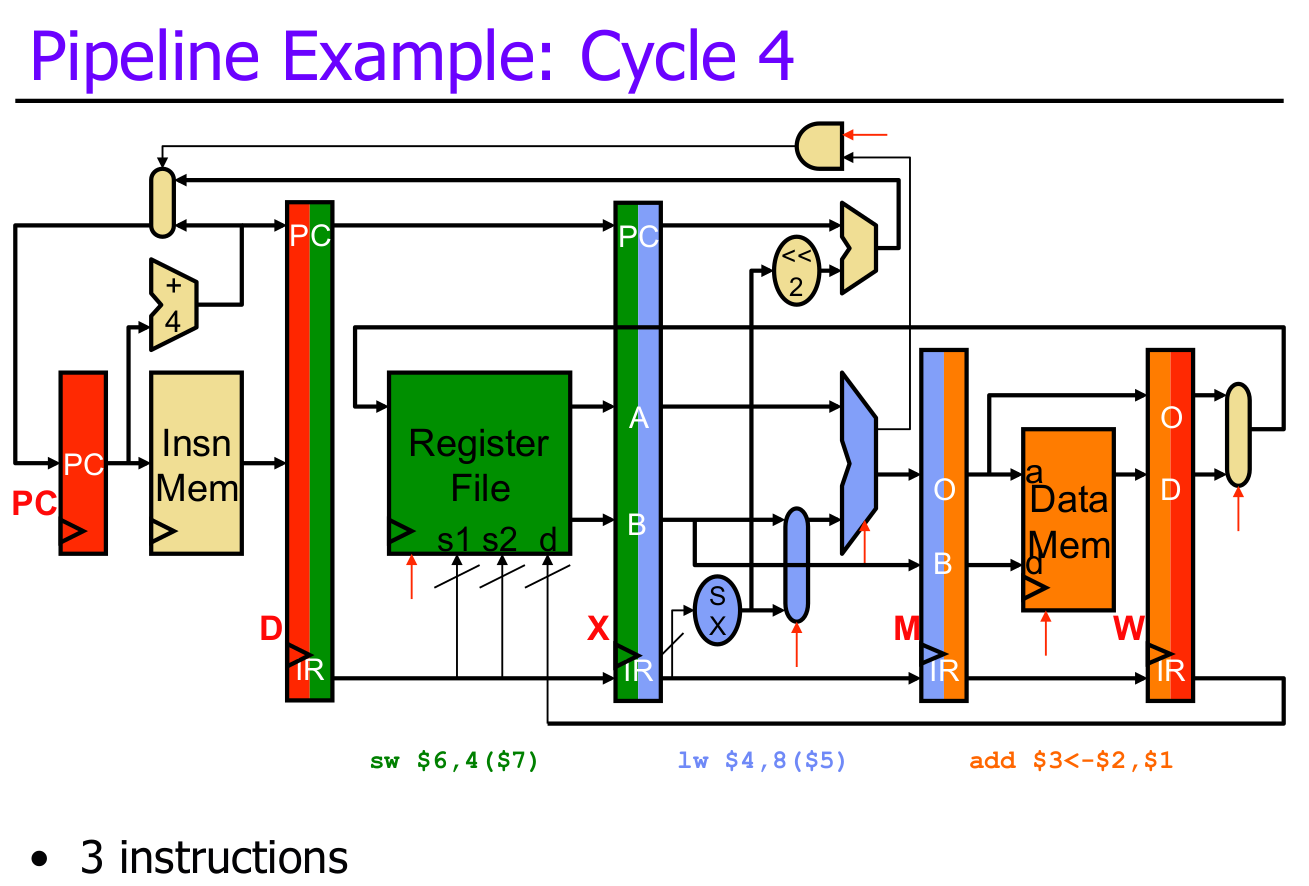 Pipeline Example: Cycle 4
<<
2
PC
PC
+
4
PC
PC
Insn
Mem
Register
File
s1 s2 d
A
B
S
X
O
B
a
Data
Mem
d
O
D
D
X
M
W
IR
IR
IR
IR
sw $6,4($7)
lw $4,8($5)
add $3<-$2,$1
• 3 instructions